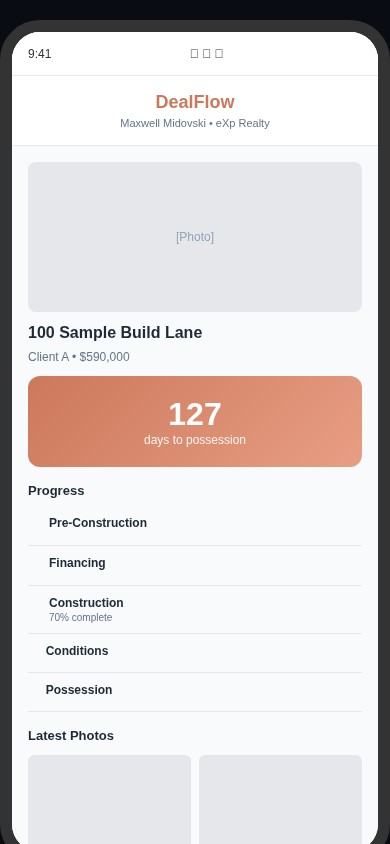 9:41
DealFlow
Maxwell Midovski • eXp Realty
[Photo]
100 Sample Build Lane
Client A • $590,000
127
days to possession
Progress
Pre-Construction
Financing
Construction
70% complete
Conditions
Possession
Latest Photos